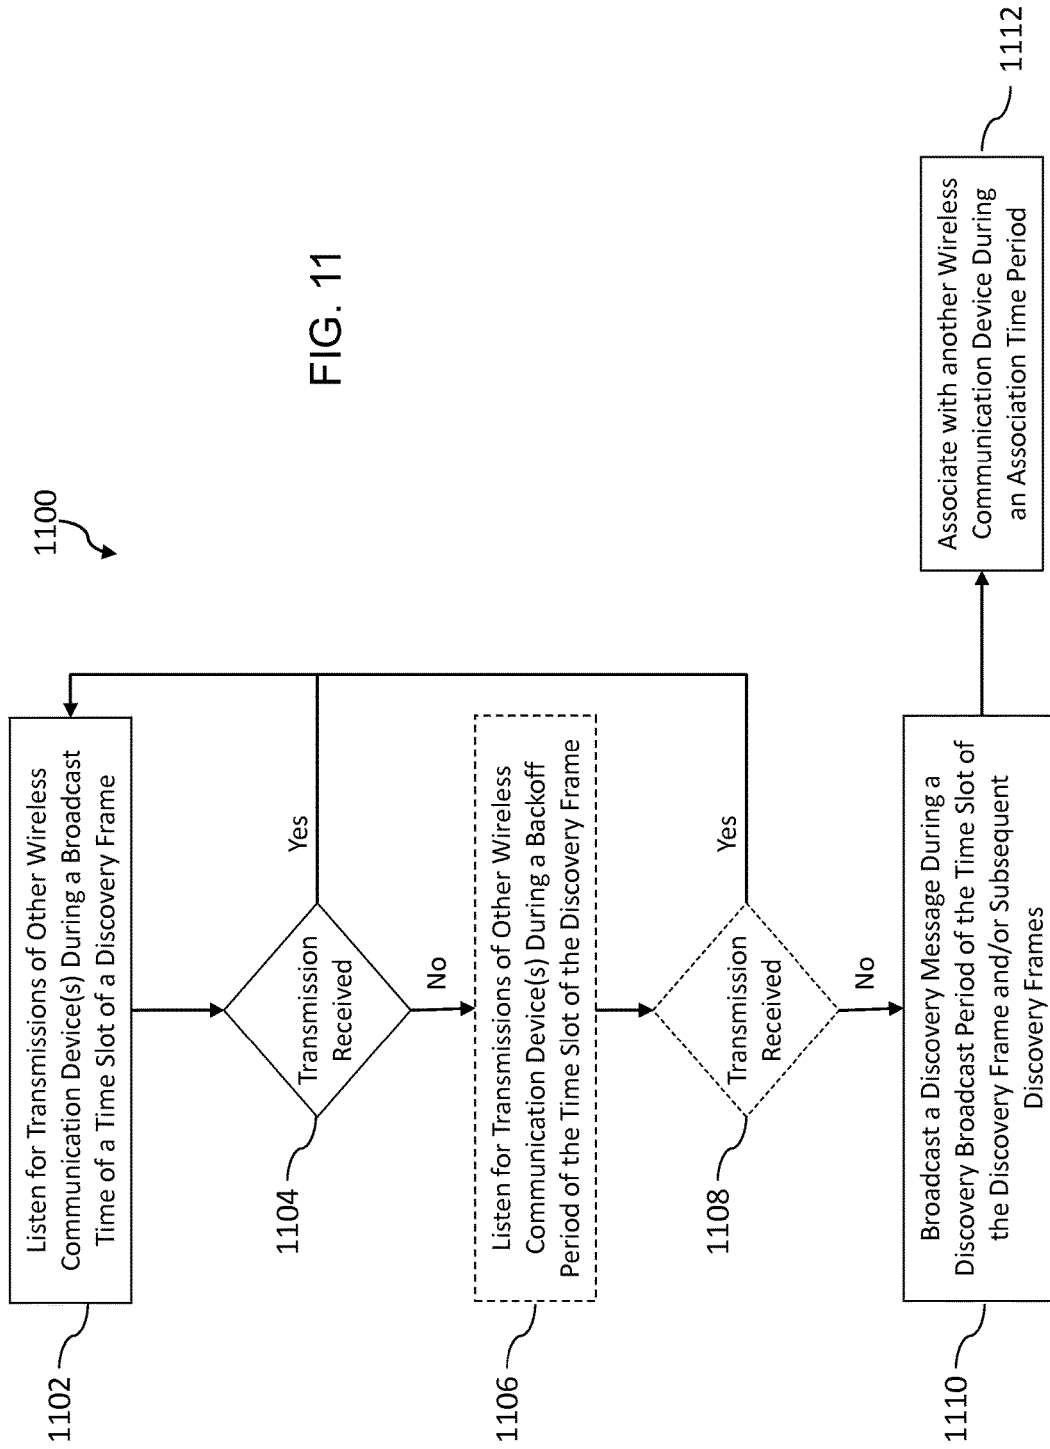 1100
Listen for Transmissions of Other Wireless
Communication Device(s) During a Broadcast
Time of a Time Slot of a Discovery Frame
1102
Transmission
Received
1104
Yes
No
Listen for Transmissions of Other Wireless
Communication Device(s) During a Backoff
Period of the Time Slot of the Discovery Frame
1106
Transmission
Received
1108
Yes
No
Broadcast a Discovery Message During a
Discovery Broadcast Period of the Time Slot of
the Discovery Frame and/or Subsequent
Discovery Frames
1110
Associate with another Wireless
Communication Device During
an Association Time Period
1112
FIG. 11